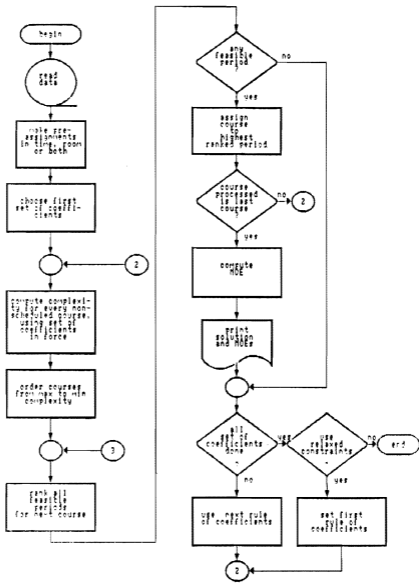 begin
read
data
make pre-
assignments
in time, room
or both
choose first
set of coeffi-
cients
2
compute complexi-
ty for every non-
scheduled course,
using set of
coefficients
in force
order courses
from max to min
complexity
3
rank all
feasible
periods
for next course
any
feasible
period
?
no
yes
assign
course
to
highest
ranked period
course
processed
is last
course
?
no
2
yes
compute
MOE
print
solution
and MOE
all
set of
coefficients
done
yes
use
relaxed
constraints
no
end
no
yes
use next rule
of coefficients
set first
rule of
coefficients
2